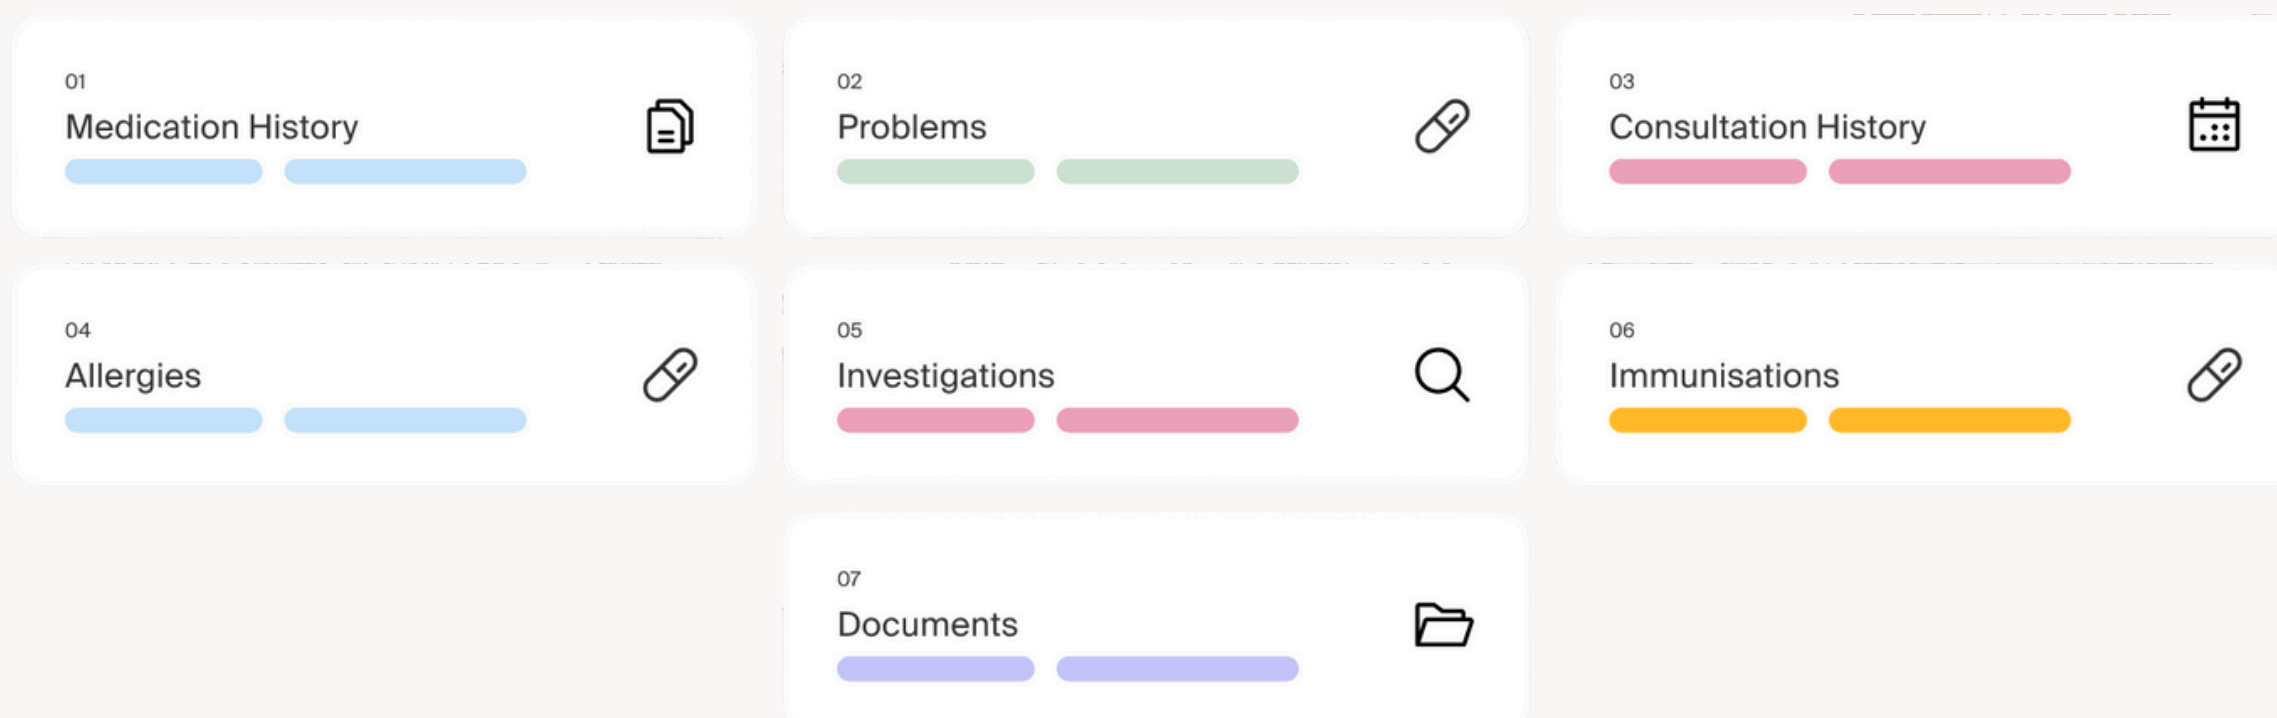 01
Medication History
02
Problems
03
Consultation History
04
Allergies
05
Investigations
06
Immunisations
07
Documents